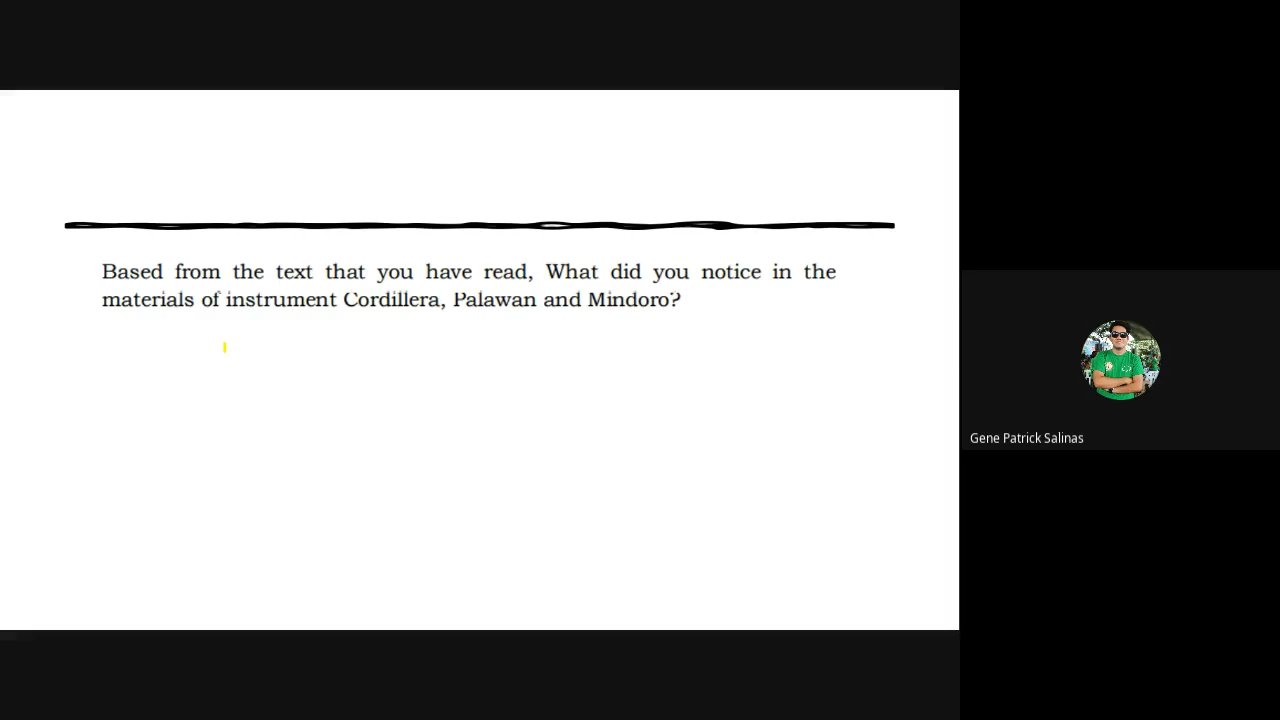 Based from the text that you have read, What did you notice in the
materials of instrument Cordillera, Palawan and Mindoro?
Gene Patrick Salinas